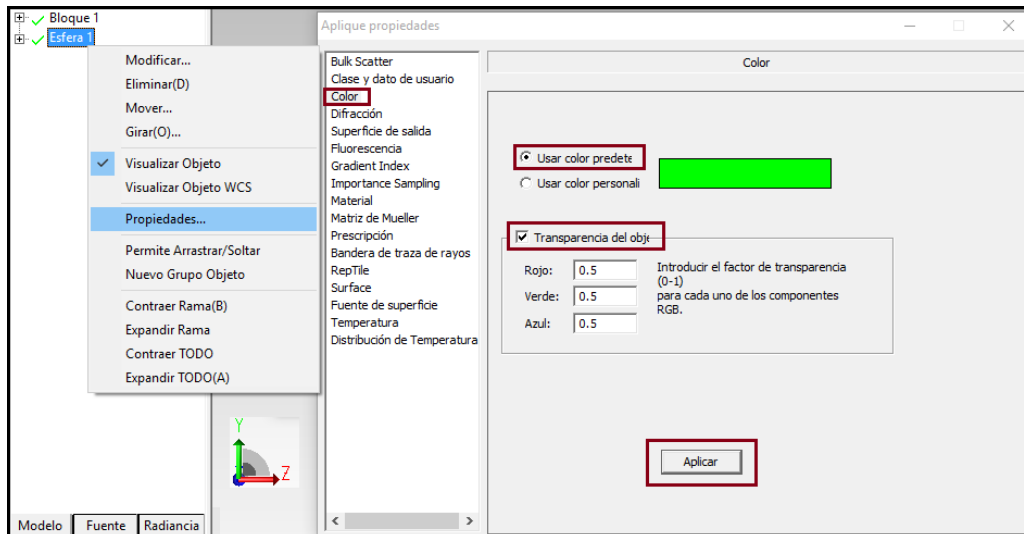 Bloque 1
Esfera 1
Modificar...
Eliminar(D)
Mover...
Girar(O)...
Visualizar Objeto
Visualizar Objeto WCS
Propiedades...
Permite Arrastrar/Soltar
Nuevo Grupo Objeto
Contraer Rama(B)
Expandir Rama
Contraer TODO
Expandir TODO(A)
Y
Z
Modelo
Fuente
Radiancia
Aplique propiedades
Bulk Scatter
Clase y dato de usuario
Color
Difracción
Superficie de salida
Fluorescencia
Gradient Index
Importance Sampling
Material
Matriz de Mueller
Prescripción
Bandera de traza de rayos
RepTile
Surface
Fuente de superficie
Temperatura
Distribución de Temperatura
Color
Usar color predete
Usar color personali
Transparencia del obje
Rojo: 0.5
Verde: 0.5
Azul: 0.5
Introducir el factor de transparencia
(0-1)
para cada uno de los componentes
RGB.
Aplicar